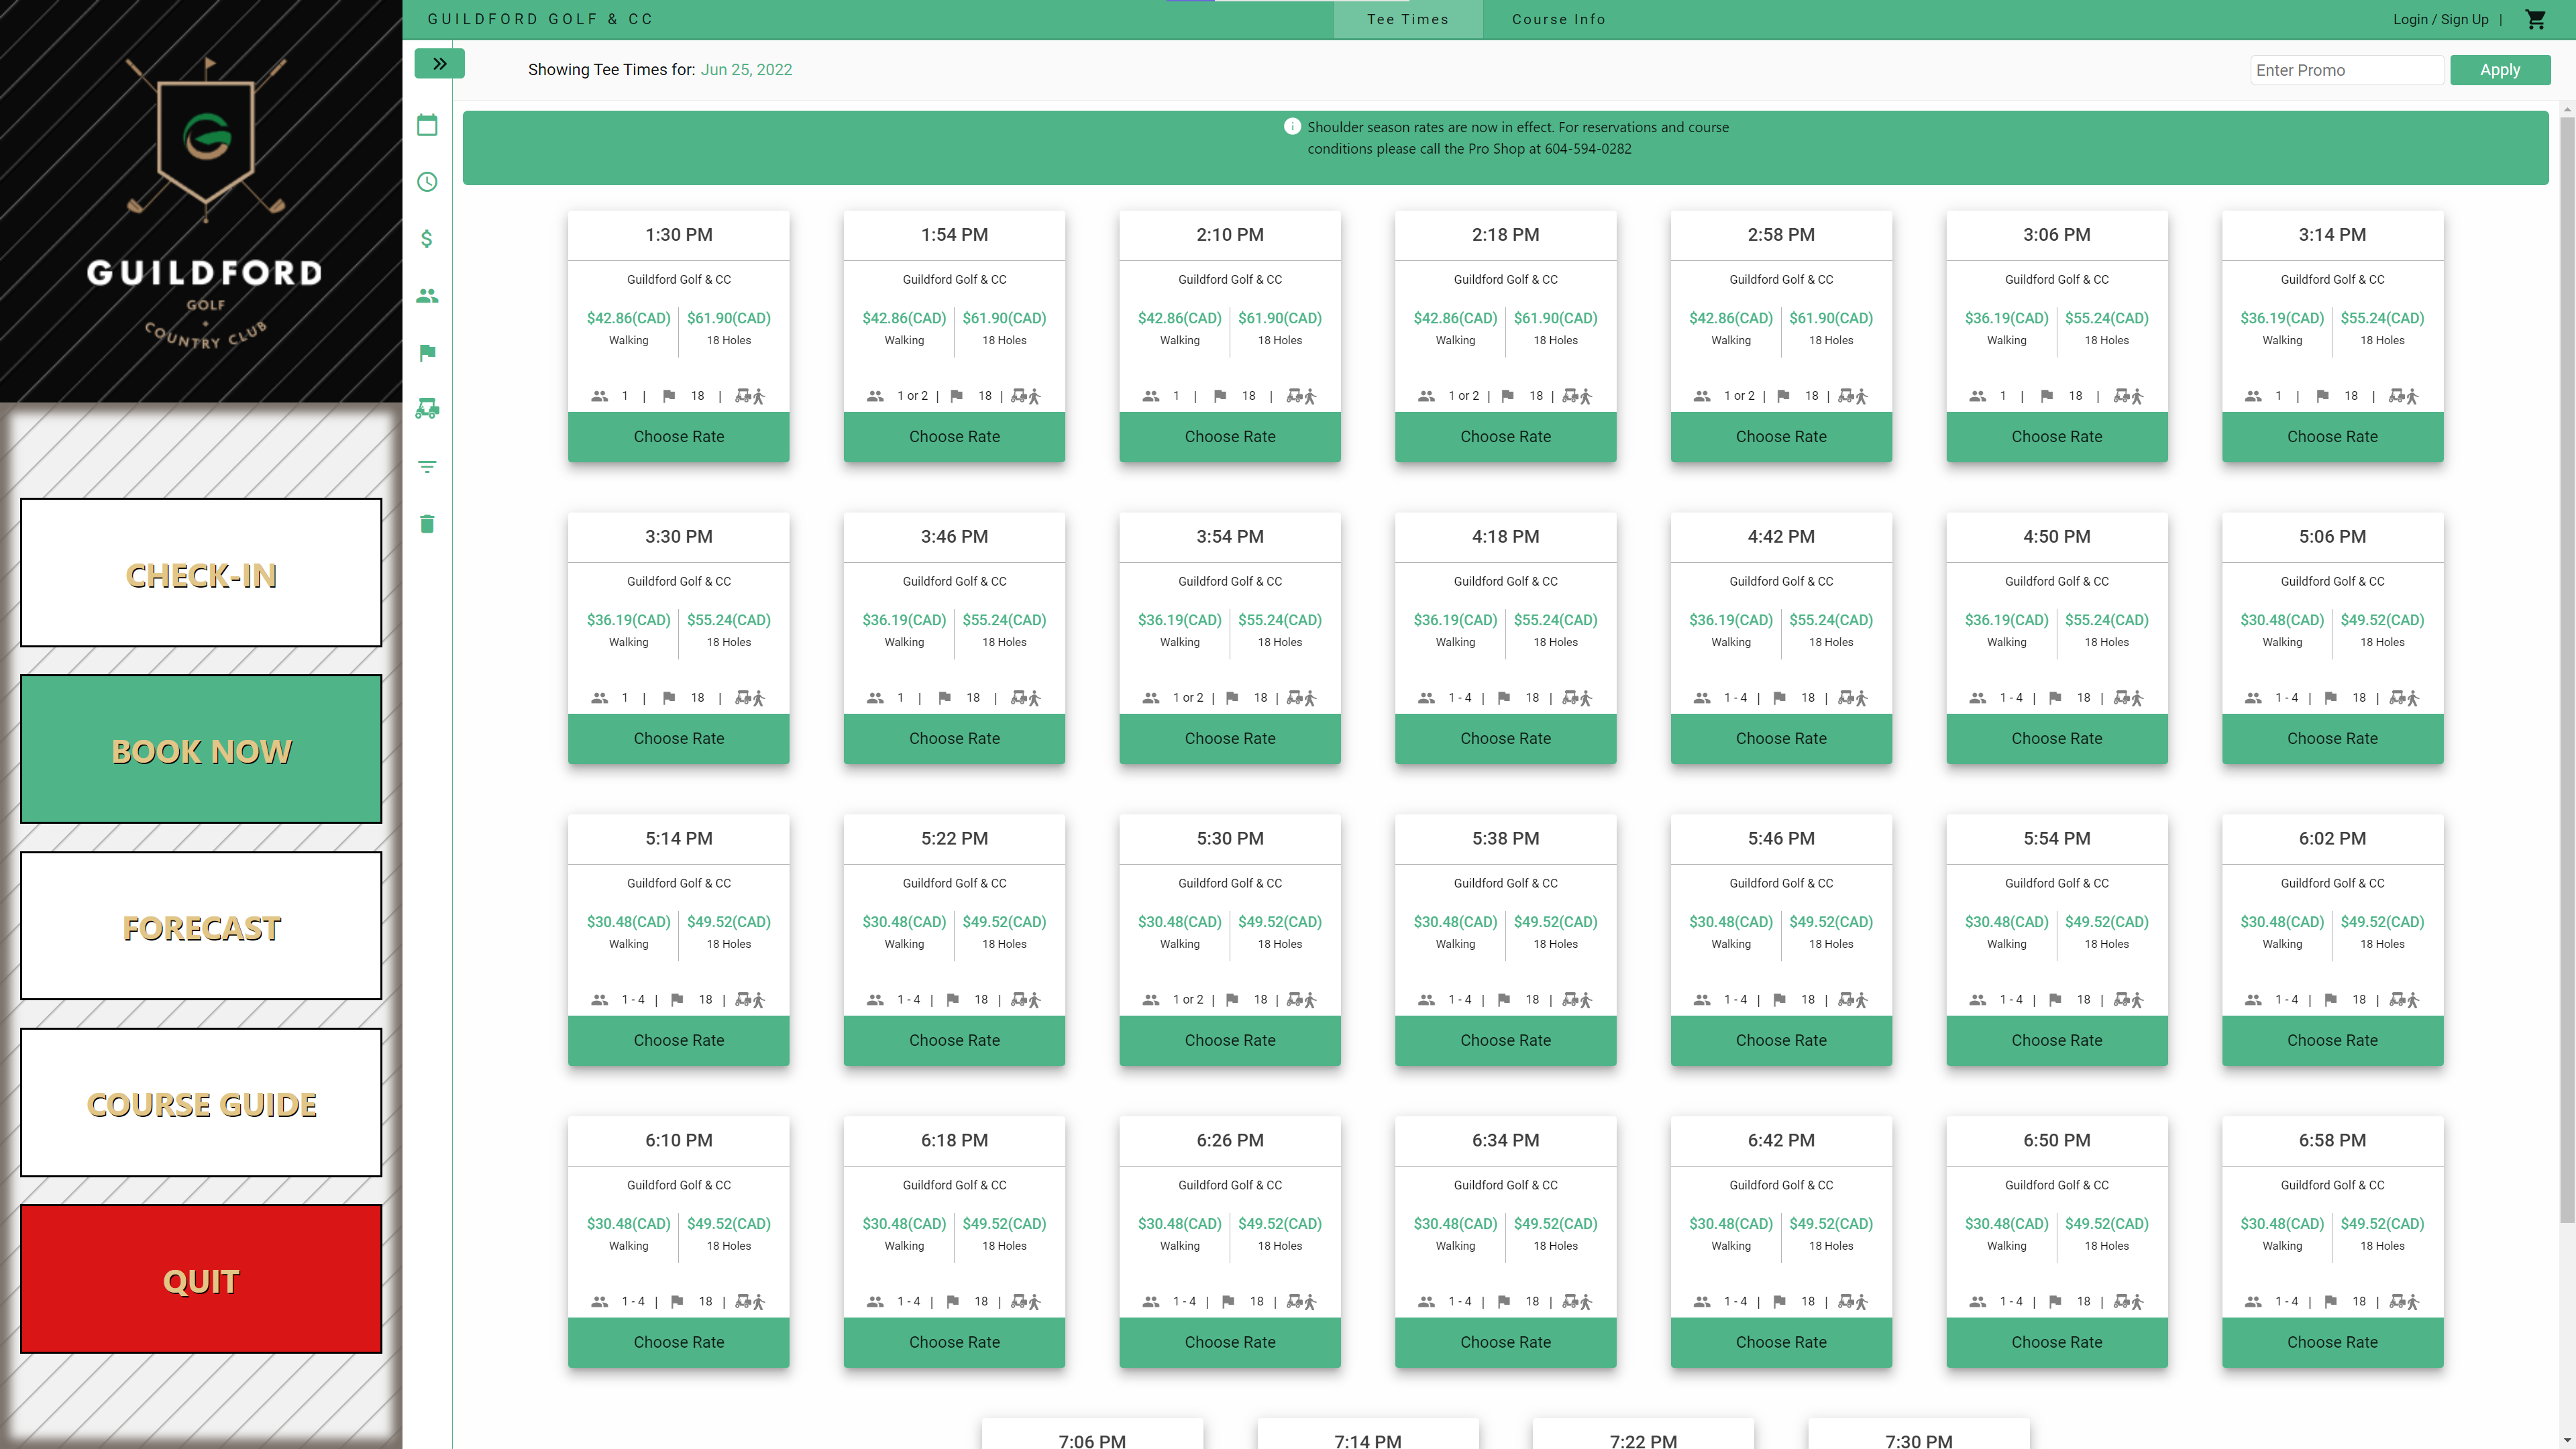 GUILDFORD GOLF & CC
Tee Times
Course Info
Login / Sign Up |
GUILDFORD
GOLF
COUNTRY CLUB
CHECK-IN
BOOK NOW
FORECAST
COURSE GUIDE
QUIT
Showing Tee Times for: Jun 25, 2022
Enter Promo
Apply
Shoulder season rates are now in effect. For reservations and course
conditions please call the Pro Shop at 604-594-0282
1:30 PM 1:54 PM 2:10 PM 2:18 PM 2:58 PM 3:06 PM 3:14 PM
Guildford Golf & CC Guildford Golf & CC Guildford Golf & CC Guildford Golf & CC Guildford Golf & CC Guildford Golf & CC Guildford Golf & CC
$42.86(CAD) $61.90(CAD) $42.86(CAD) $61.90(CAD) $42.86(CAD) $61.90(CAD) $42.86(CAD) $61.90(CAD) $42.86(CAD) $61.90(CAD) $36.19(CAD) $55.24(CAD) $36.19(CAD) $55.24(CAD)
Walking 18 Holes Walking 18 Holes Walking 18 Holes Walking 18 Holes Walking 18 Holes Walking 18 Holes Walking 18 Holes
1 | 18 | 1 or 2 | 18 | 1 | 18 | 1 or 2 | 18 | 1 or 2 | 18 | 1 | 18 | 1 | 18 |
Choose Rate Choose Rate Choose Rate Choose Rate Choose Rate Choose Rate Choose Rate
3:30 PM 3:46 PM 3:54 PM 4:18 PM 4:42 PM 4:50 PM 5:06 PM
Guildford Golf & CC Guildford Golf & CC Guildford Golf & CC Guildford Golf & CC Guildford Golf & CC Guildford Golf & CC Guildford Golf & CC
$36.19(CAD) $55.24(CAD) $36.19(CAD) $55.24(CAD) $36.19(CAD) $55.24(CAD) $36.19(CAD) $55.24(CAD) $36.19(CAD) $55.24(CAD) $36.19(CAD) $55.24(CAD) $30.48(CAD) $49.52(CAD)
Walking 18 Holes Walking 18 Holes Walking 18 Holes Walking 18 Holes Walking 18 Holes Walking 18 Holes Walking 18 Holes
1 | 18 | 1 | 18 | 1 or 2 | 18 | 1 - 4 | 18 | 1 - 4 | 18 | 1 - 4 | 18 | 1 - 4 | 18 |
Choose Rate Choose Rate Choose Rate Choose Rate Choose Rate Choose Rate Choose Rate
5:14 PM 5:22 PM 5:30 PM 5:38 PM 5:46 PM 5:54 PM 6:02 PM
Guildford Golf & CC Guildford Golf & CC Guildford Golf & CC Guildford Golf & CC Guildford Golf & CC Guildford Golf & CC Guildford Golf & CC
$30.48(CAD) $49.52(CAD) $30.48(CAD) $49.52(CAD) $30.48(CAD) $49.52(CAD) $30.48(CAD) $49.52(CAD) $30.48(CAD) $49.52(CAD) $30.48(CAD) $49.52(CAD) $30.48(CAD) $49.52(CAD)
Walking 18 Holes Walking 18 Holes Walking 18 Holes Walking 18 Holes Walking 18 Holes Walking 18 Holes Walking 18 Holes
1 - 4 | 18 | 1 - 4 | 18 | 1 or 2 | 18 | 1 - 4 | 18 | 1 - 4 | 18 | 1 - 4 | 18 | 1 - 4 | 18 |
Choose Rate Choose Rate Choose Rate Choose Rate Choose Rate Choose Rate Choose Rate
6:10 PM 6:18 PM 6:26 PM 6:34 PM 6:42 PM 6:50 PM 6:58 PM
Guildford Golf & CC Guildford Golf & CC Guildford Golf & CC Guildford Golf & CC Guildford Golf & CC Guildford Golf & CC Guildford Golf & CC
$30.48(CAD) $49.52(CAD) $30.48(CAD) $49.52(CAD) $30.48(CAD) $49.52(CAD) $30.48(CAD) $49.52(CAD) $30.48(CAD) $49.52(CAD) $30.48(CAD) $49.52(CAD) $30.48(CAD) $49.52(CAD)
Walking 18 Holes Walking 18 Holes Walking 18 Holes Walking 18 Holes Walking 18 Holes Walking 18 Holes Walking 18 Holes
1 - 4 | 18 | 1 - 4 | 18 | 1 - 4 | 18 | 1 - 4 | 18 | 1 - 4 | 18 | 1 - 4 | 18 | 1 - 4 | 18 |
Choose Rate Choose Rate Choose Rate Choose Rate Choose Rate Choose Rate Choose Rate
7:06 PM 7:14 PM 7:22 PM 7:30 PM